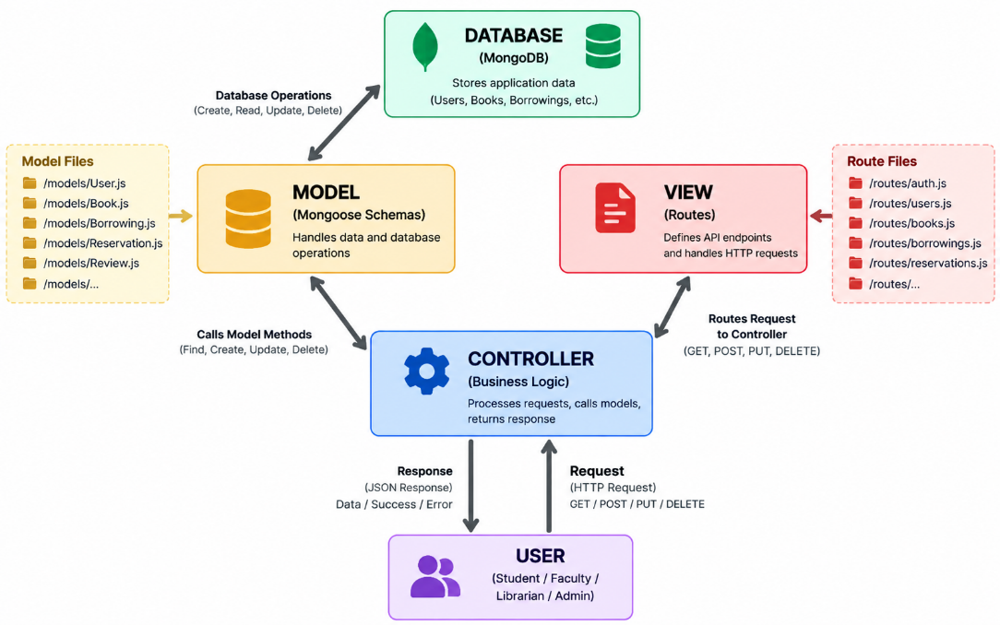 DATABASE
(MongoDB)
Stores application data
(Users, Books, Borrowings, etc.)
Database Operations
(Create, Read, Update, Delete)
Model Files
/models/User.js
/models/Book.js
/models/Borrowing.js
/models/Reservation.js
/models/Review.js
/models/...
MODEL
(Mongoose Schemas)
Handles data and database
operations
VIEW
(Routes)
Defines API endpoints
and handles HTTP requests
Route Files
/routes/auth.js
/routes/users.js
/routes/books.js
/routes/borrowings.js
/routes/reservations.js
/routes/...
Calls Model Methods
(Find, Create, Update, Delete)
Routes Request
to Controller
(GET, POST, PUT, DELETE)
CONTROLLER
(Business Logic)
Processes requests, calls models,
returns response
Response
(JSON Response)
Data / Success / Error
Request
(HTTP Request)
GET / POST / PUT / DELETE
USER
(Student / Faculty /
Librarian / Admin)